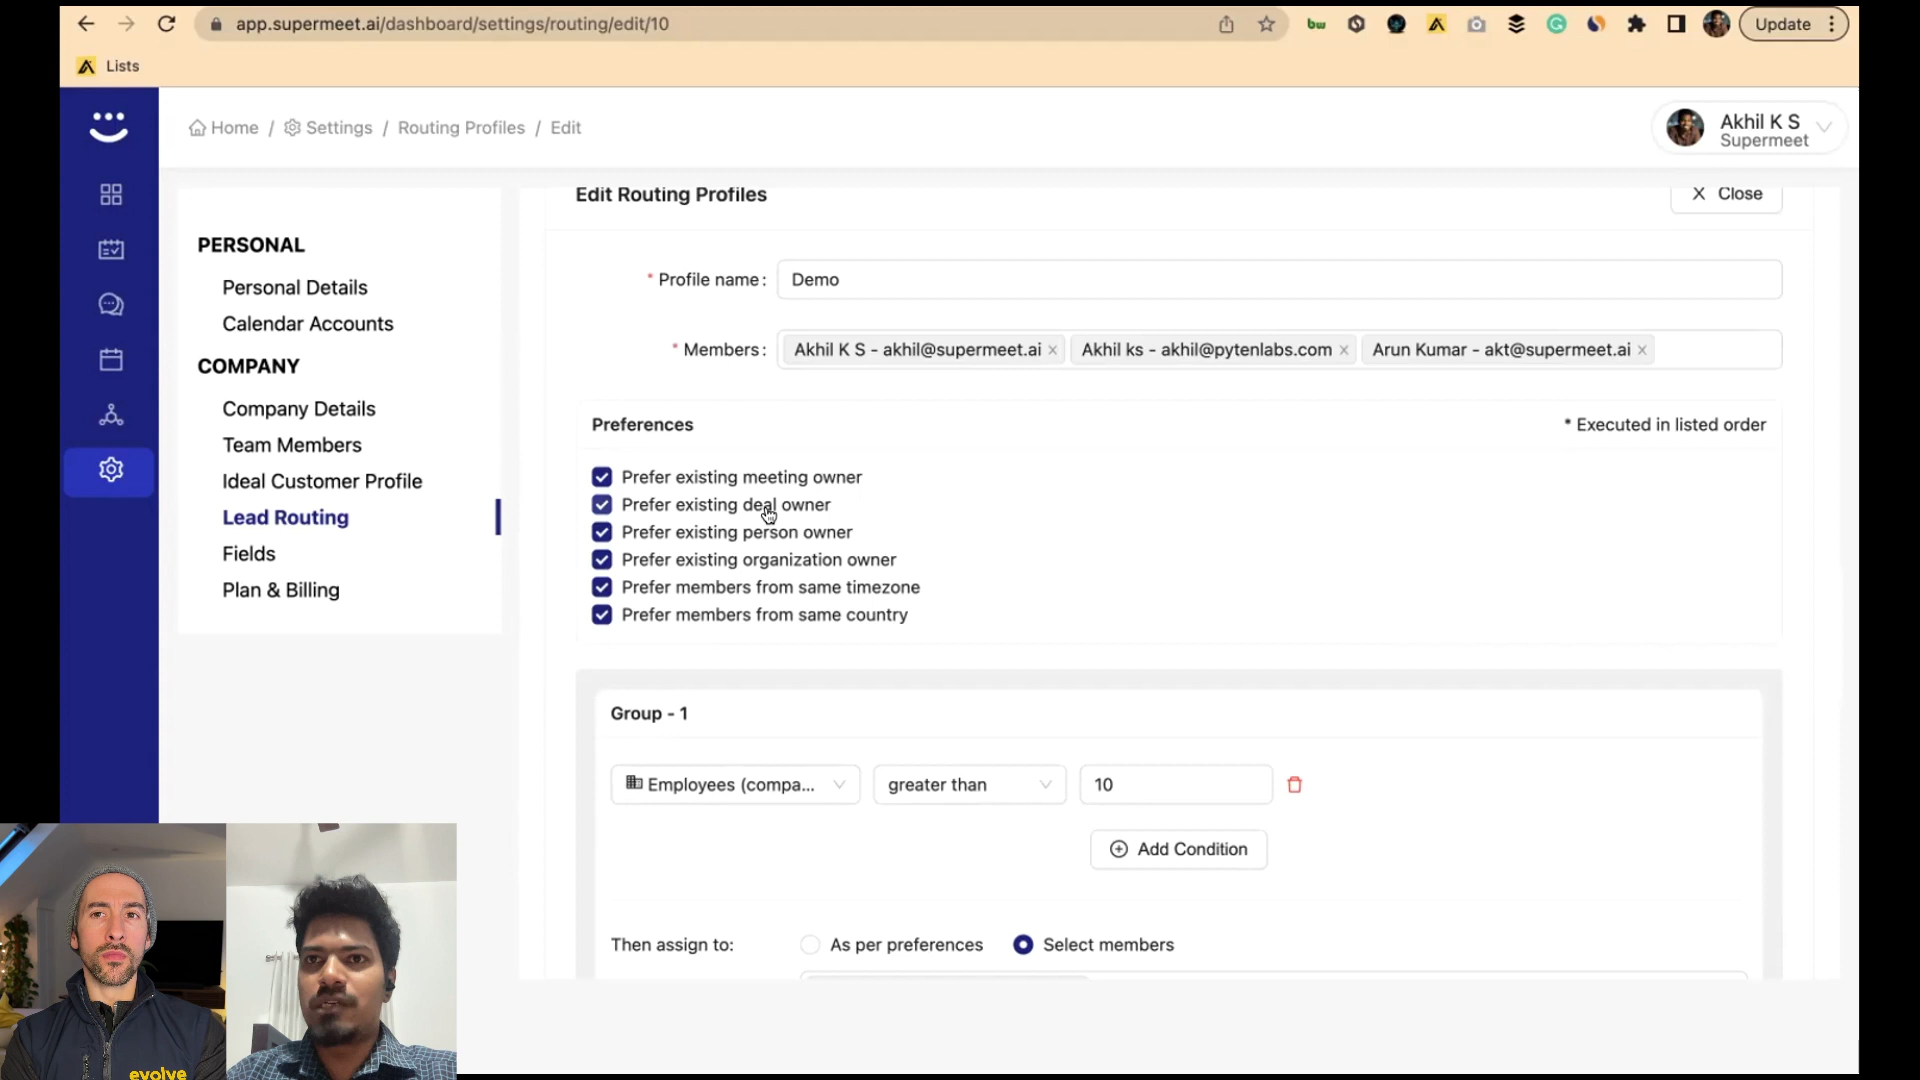 app.supermeet.ai/dashboard/settings/routing/edit/10
bw
Update
Lists
Home / Settings / Routing Profiles / Edit
Akhil K S
Supermeet
PERSONAL
Personal Details
Calendar Accounts
COMPANY
Company Details
Team Members
Ideal Customer Profile
Lead Routing
Fields
Plan & Billing
Edit Routing Profiles
Close
* Profile name :
Demo
* Members :
Akhil K S - akhil@supermeet.ai ×
Akhil ks - akhil@pytenlabs.com ×
Arun Kumar - akt@supermeet.ai ×
Preferences
* Executed in listed order
Prefer existing meeting owner
Prefer existing deal owner
Prefer existing person owner
Prefer existing organization owner
Prefer members from same timezone
Prefer members from same country
Group - 1
Employees (compa...
greater than
10
Add Condition
Then assign to:
As per preferences
Select members
evolve